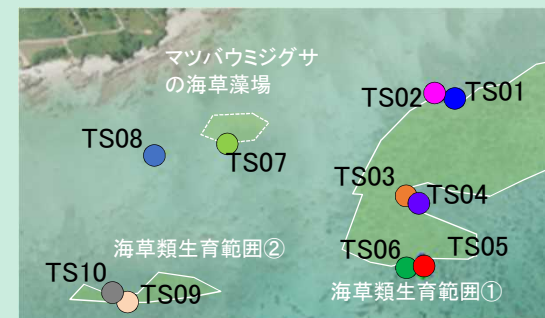 マツバウミジグサ
の海草藻場
TS02
TS01
TS08
TS07
TS03
TS04
海草類生育範囲②
TS06
TS05
TS10
TS09
海草類生育範囲①